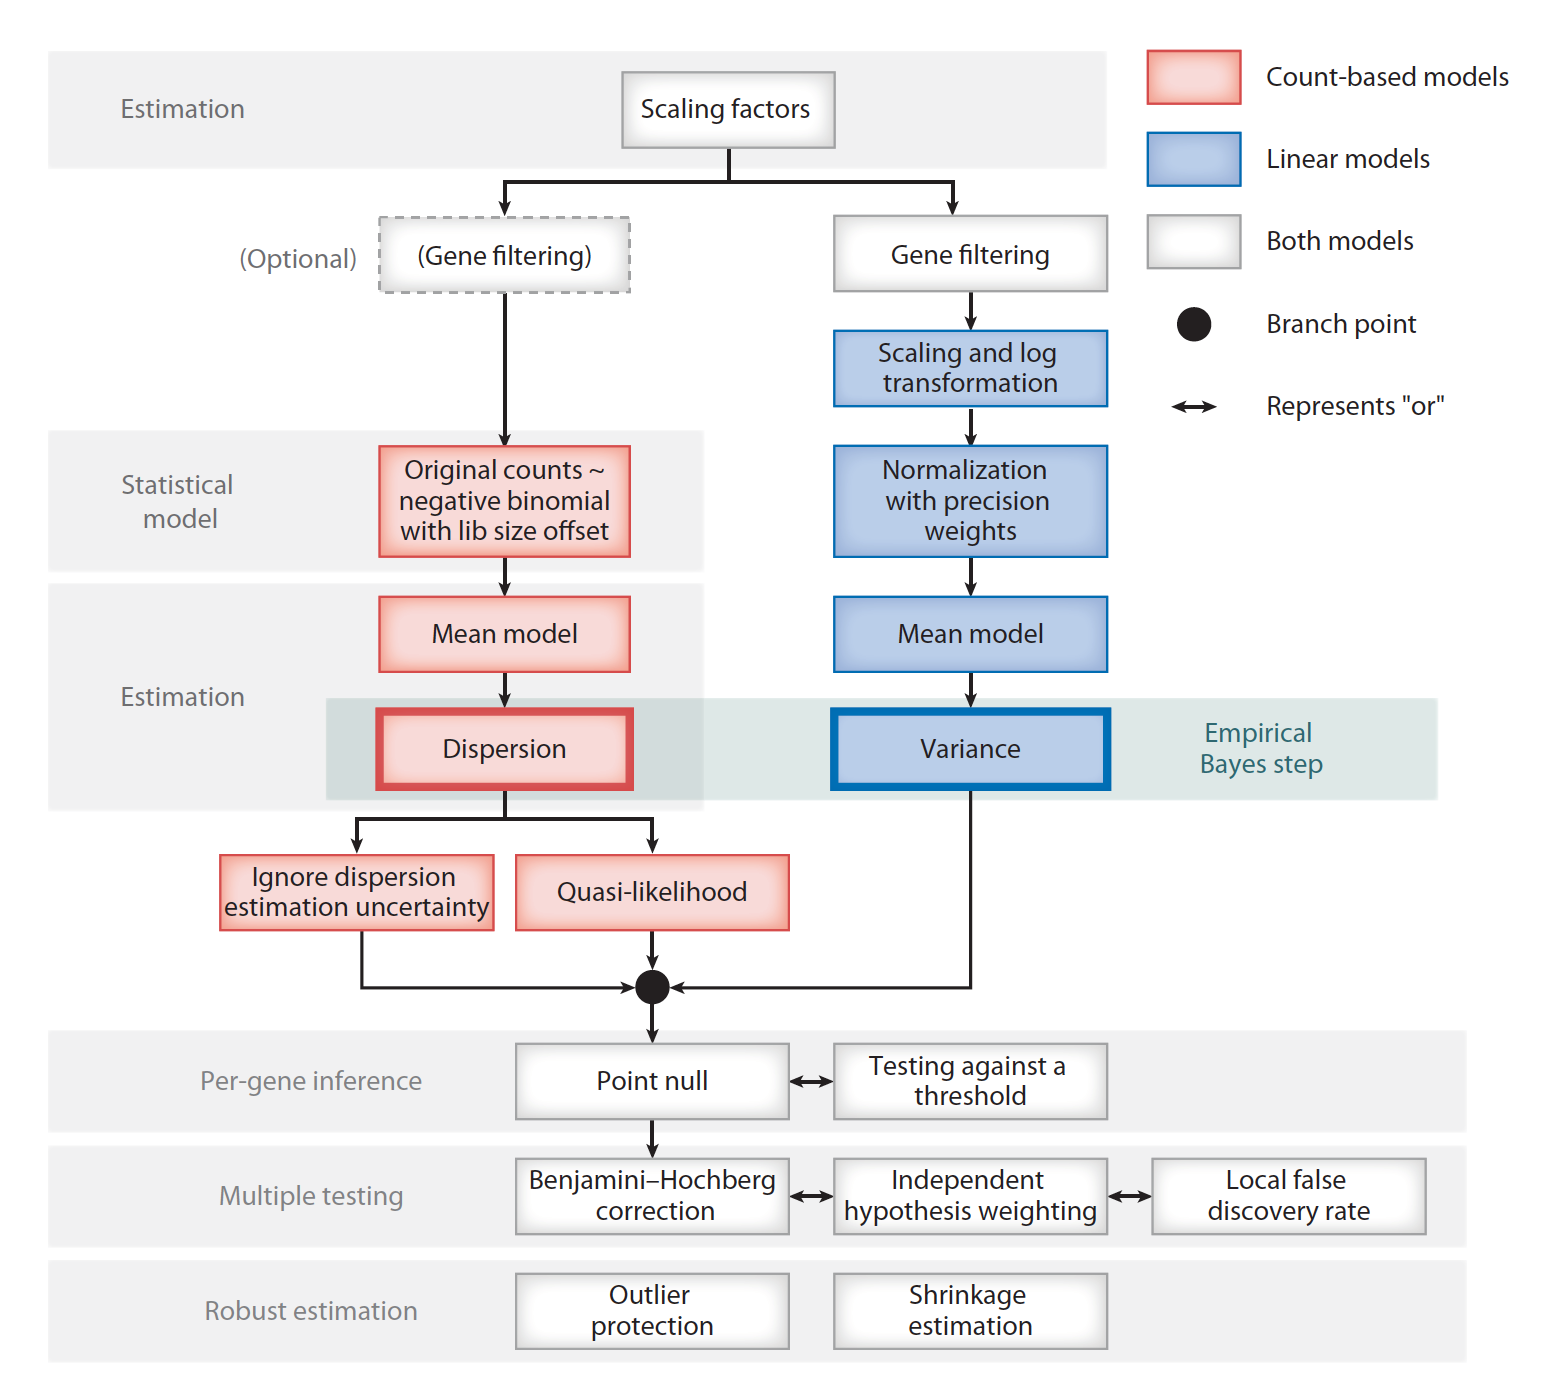 Estimation
Scaling factors
Count-based models
Linear models
Both models
Branch point
Represents "or"
(Optional)
(Gene filtering)
Gene filtering
Scaling and log
transformation
Statistical
model
Original counts ~
negative binomial
with lib size offset
Normalization
with precision
weights
Estimation
Mean model
Mean model
Dispersion
Variance
Empirical
Bayes step
Ignore dispersion
estimation uncertainty
Quasi-likelihood
Per-gene inference
Point null
Testing against a
threshold
Multiple testing
Benjamini–Hochberg
correction
Independent
hypothesis weighting
Local false
discovery rate
Robust estimation
Outlier
protection
Shrinkage
estimation